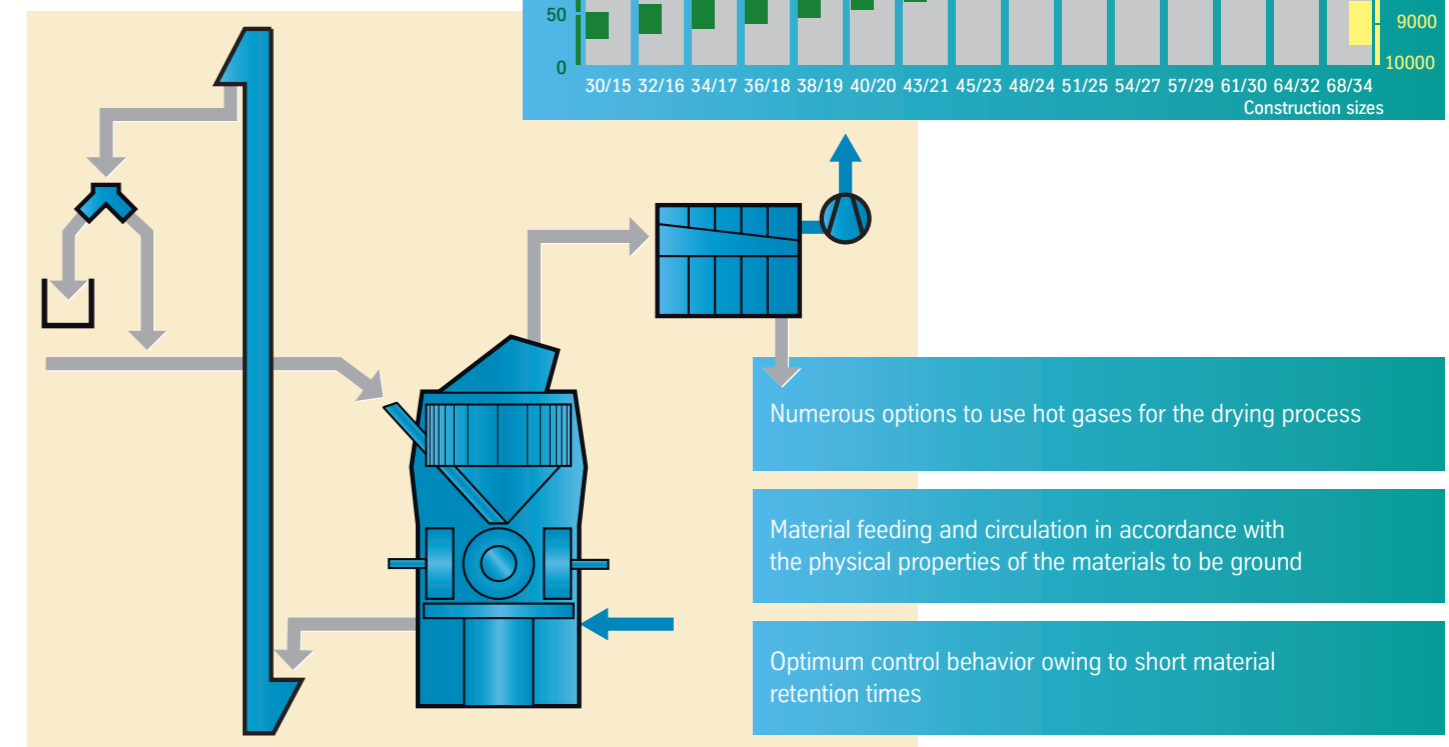 50
9000
0
10000
30/15 32/16 34/17 36/18 38/19 40/20 43/21 45/23 48/24 51/25 54/27 57/29 61/30 64/32 68/34
Construction sizes
Numerous options to use hot gases for the drying process
Material feeding and circulation in accordance with
the physical properties of the materials to be ground
Optimum control behavior owing to short material
retention times